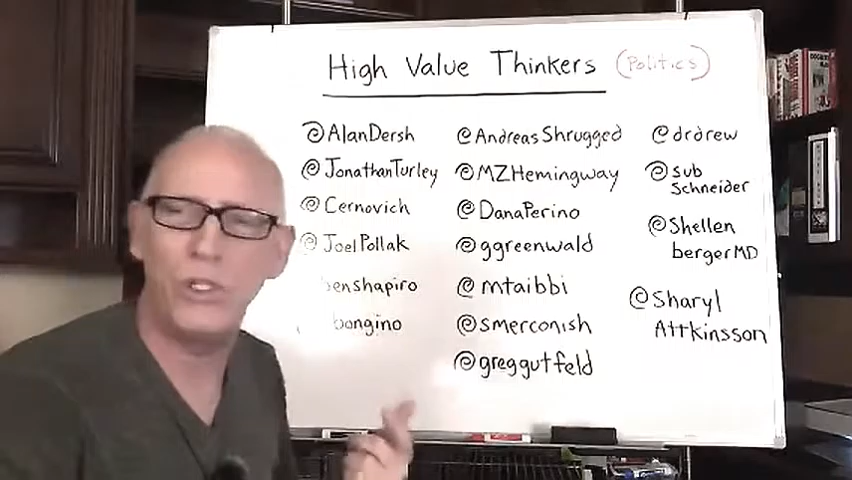 High Value Thinkers (Politics)
@AlanDersh
@JonathanTurley
@Cernovich
@JoelPollak
benshapiro
bongino
@AndreasShrugged
@MZHemingway
@DanaPerino
@ggreenwald
@mtaibbi
@smerconish
@greggutfeld
@drdrew
@sub
Schneider
@Shellen
bergerMD
@Sharyl
Attkinsson